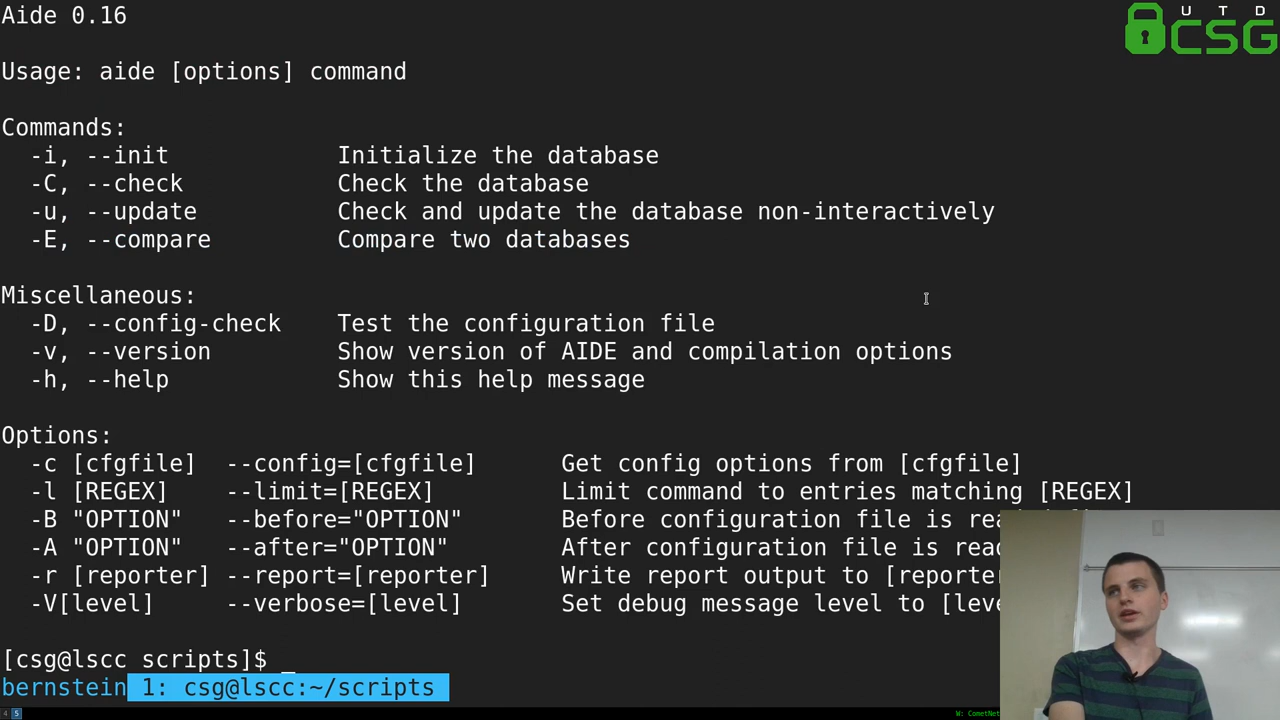 Aide 0.16
U T D
CSG
Usage: aide [options] command
Commands:
-i, --init Initialize the database
-C, --check Check the database
-u, --update Check and update the database non-interactively
-E, --compare Compare two databases
Miscellaneous:
-D, --config-check Test the configuration file
-v, --version Show version of AIDE and compilation options
-h, --help Show this help message
Options:
-c [cfgfile] --config=[cfgfile] Get config options from [cfgfile]
-l [REGEX] --limit=[REGEX] Limit command to entries matching [REGEX]
-B "OPTION" --before="OPTION" Before configuration file is
-A "OPTION" --after="OPTION" After configuration file is
-r [reporter] --report=[reporter] Write report output to [reporter
-V[level] --verbose=[level] Set debug message level to
[csg@lscc scripts]$ _
bernstein 1: csg@lscc:~/scripts
4 5
W: CometNet